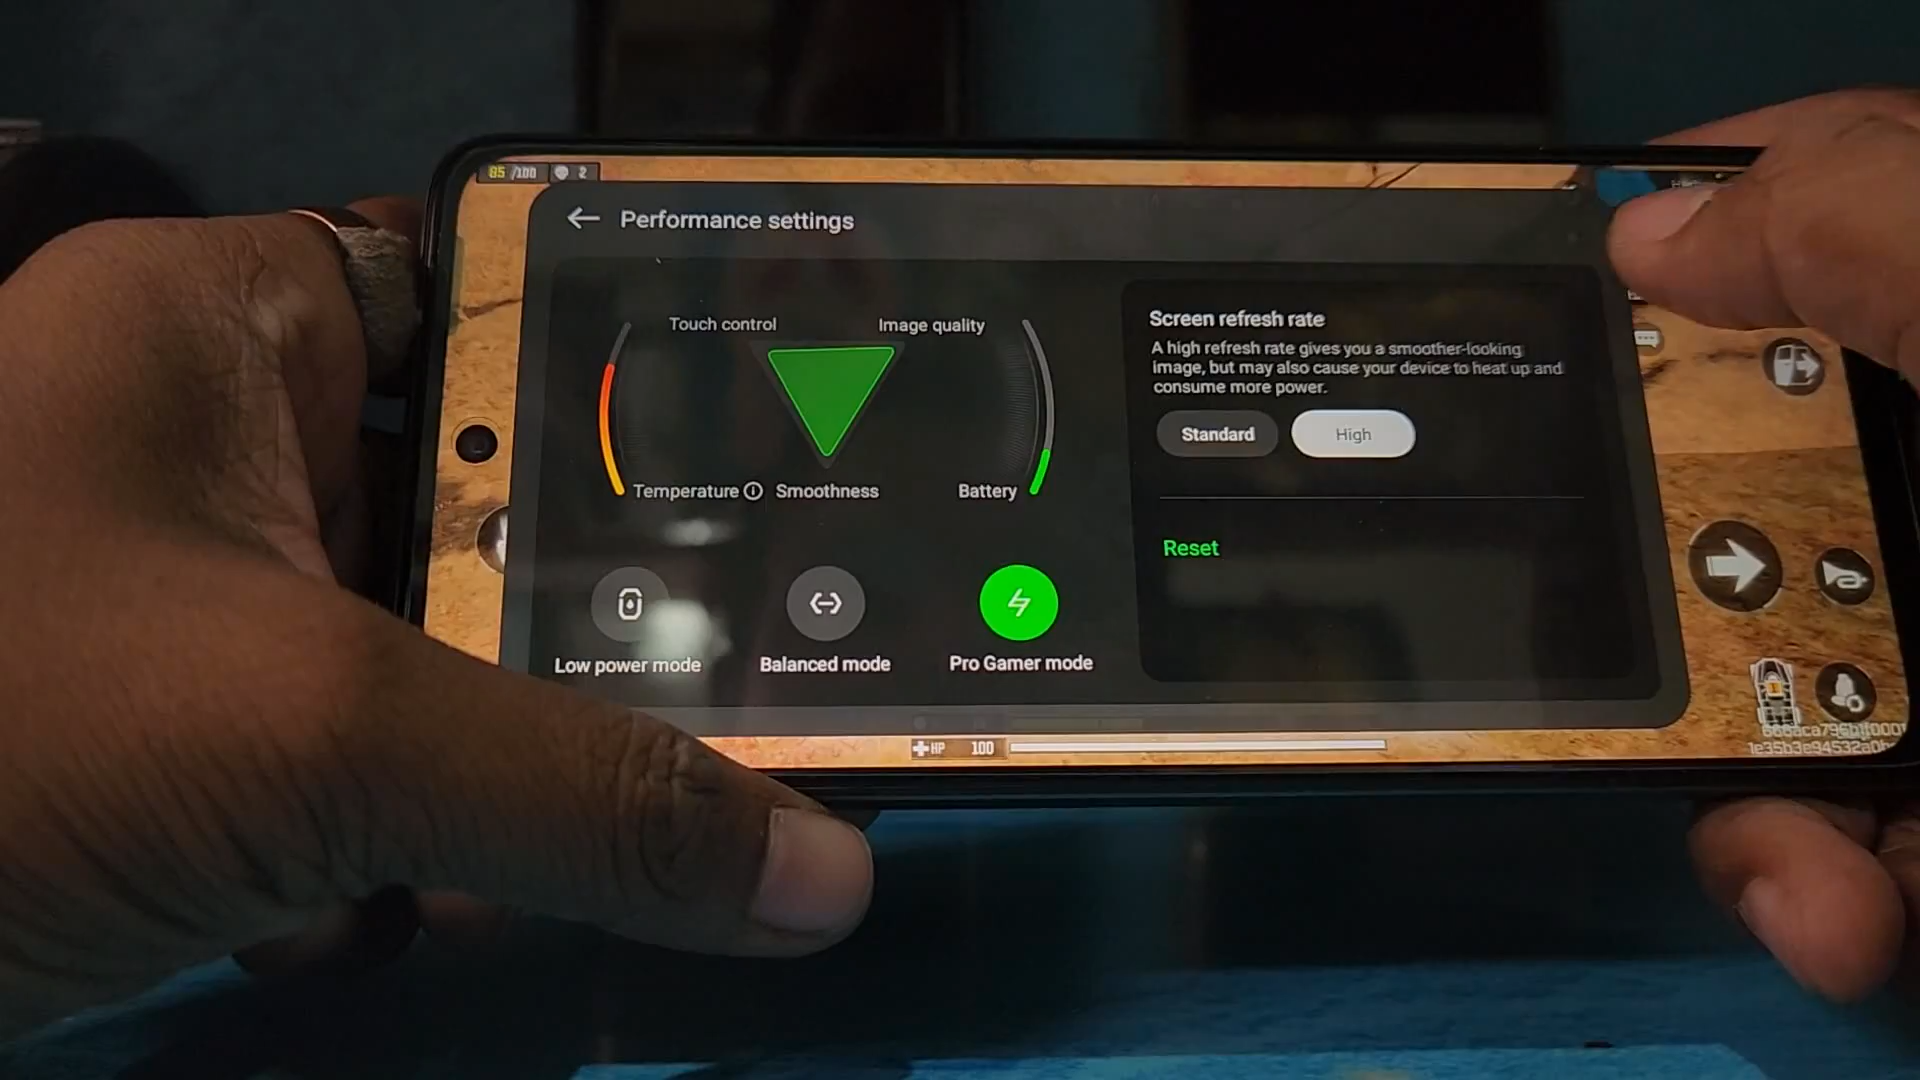 85 /100 2
Performance settings
Touch control
Image quality
Temperature
Smoothness
Battery
Low power mode
Balanced mode
Pro Gamer mode
Screen refresh rate
A high refresh rate gives you a smoother-looking
image, but may also cause your device to heat up and
consume more power.
Standard
High
Reset
HP 100